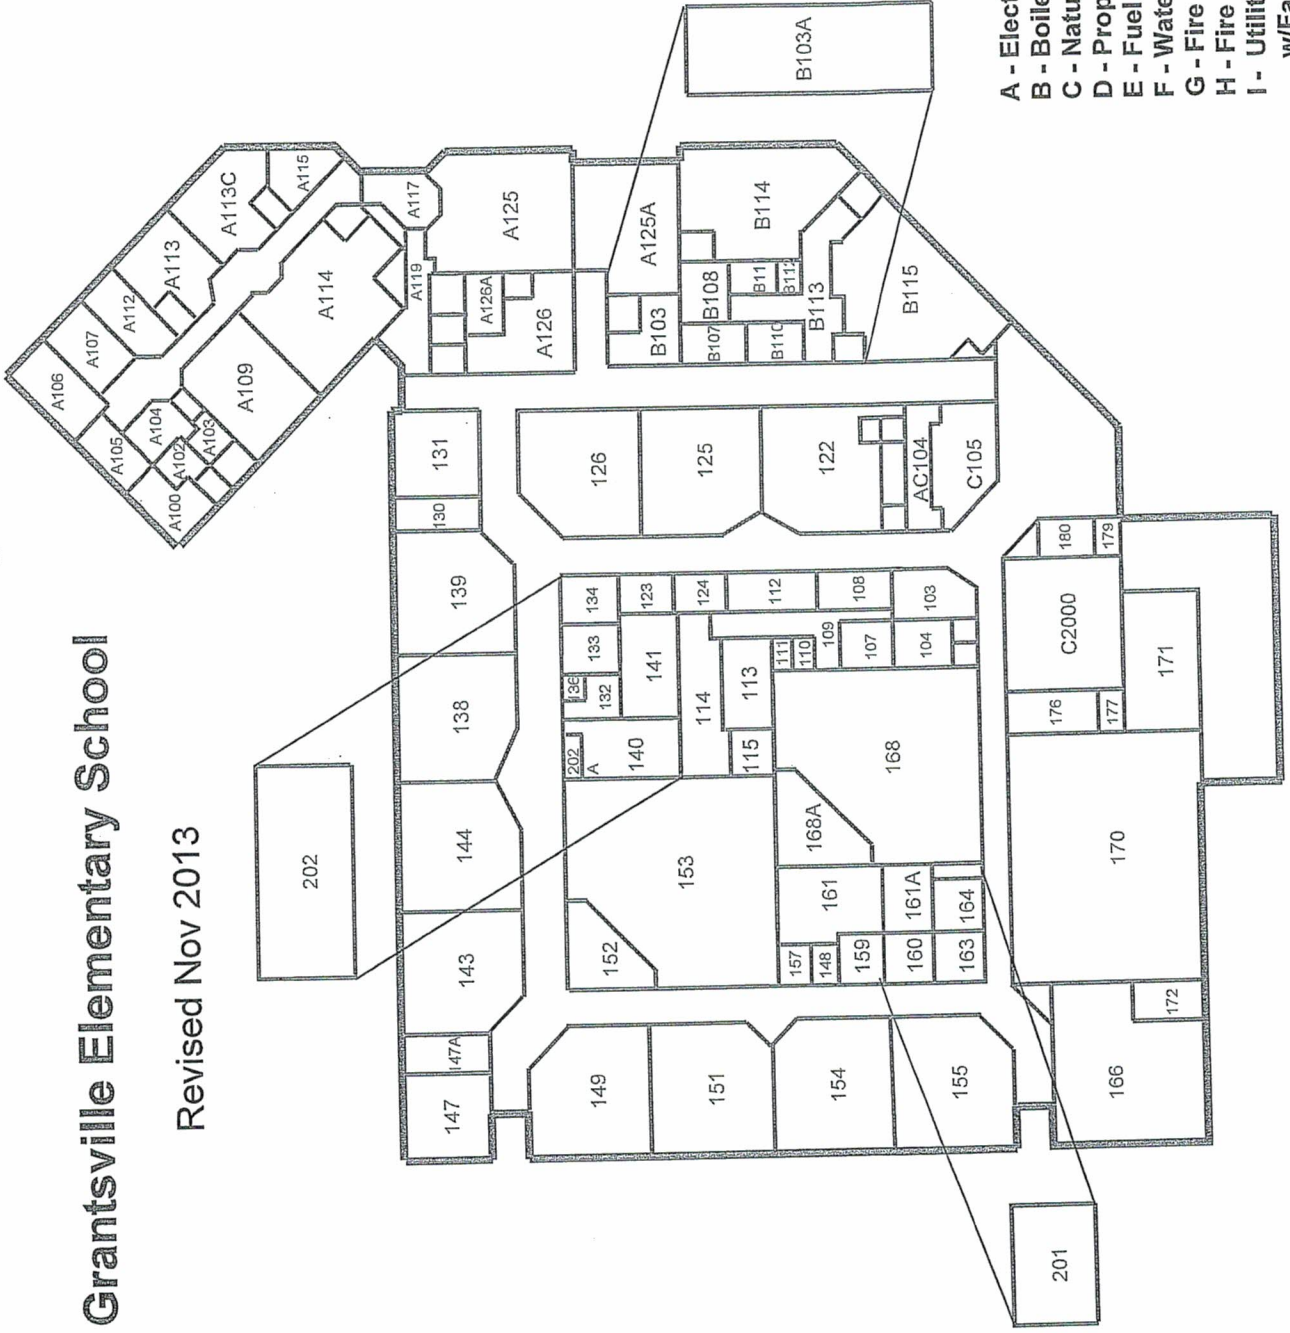 Grantsville Elementary School
Revised Nov 2013
A - Elect
B - Boile
C - Natu
D - Prop
E - Fuel
F - Wate
G - Fire
H - Fire
I - Utilit
w/Fa
B103A
A115
A113C
A117
A113
A112
A107
A106
A105
A104
A103
A102
A100
A109
A114
A119
A125
A126A
A126
A125A
B103
B108
B107
B114
B11
B112
B110
B113
B115
131
130
126
125
122
AC104
C105
139
138
144
143
147A
147
202
134
123
124
112
108
103
133
136
132
141
114
113
111
110
109
107
104
202
A
140
115
168
168A
153
152
161
161A
164
157
148
159
160
163
180
179
C2000
171
176
177
170
172
166
149
151
154
155
201